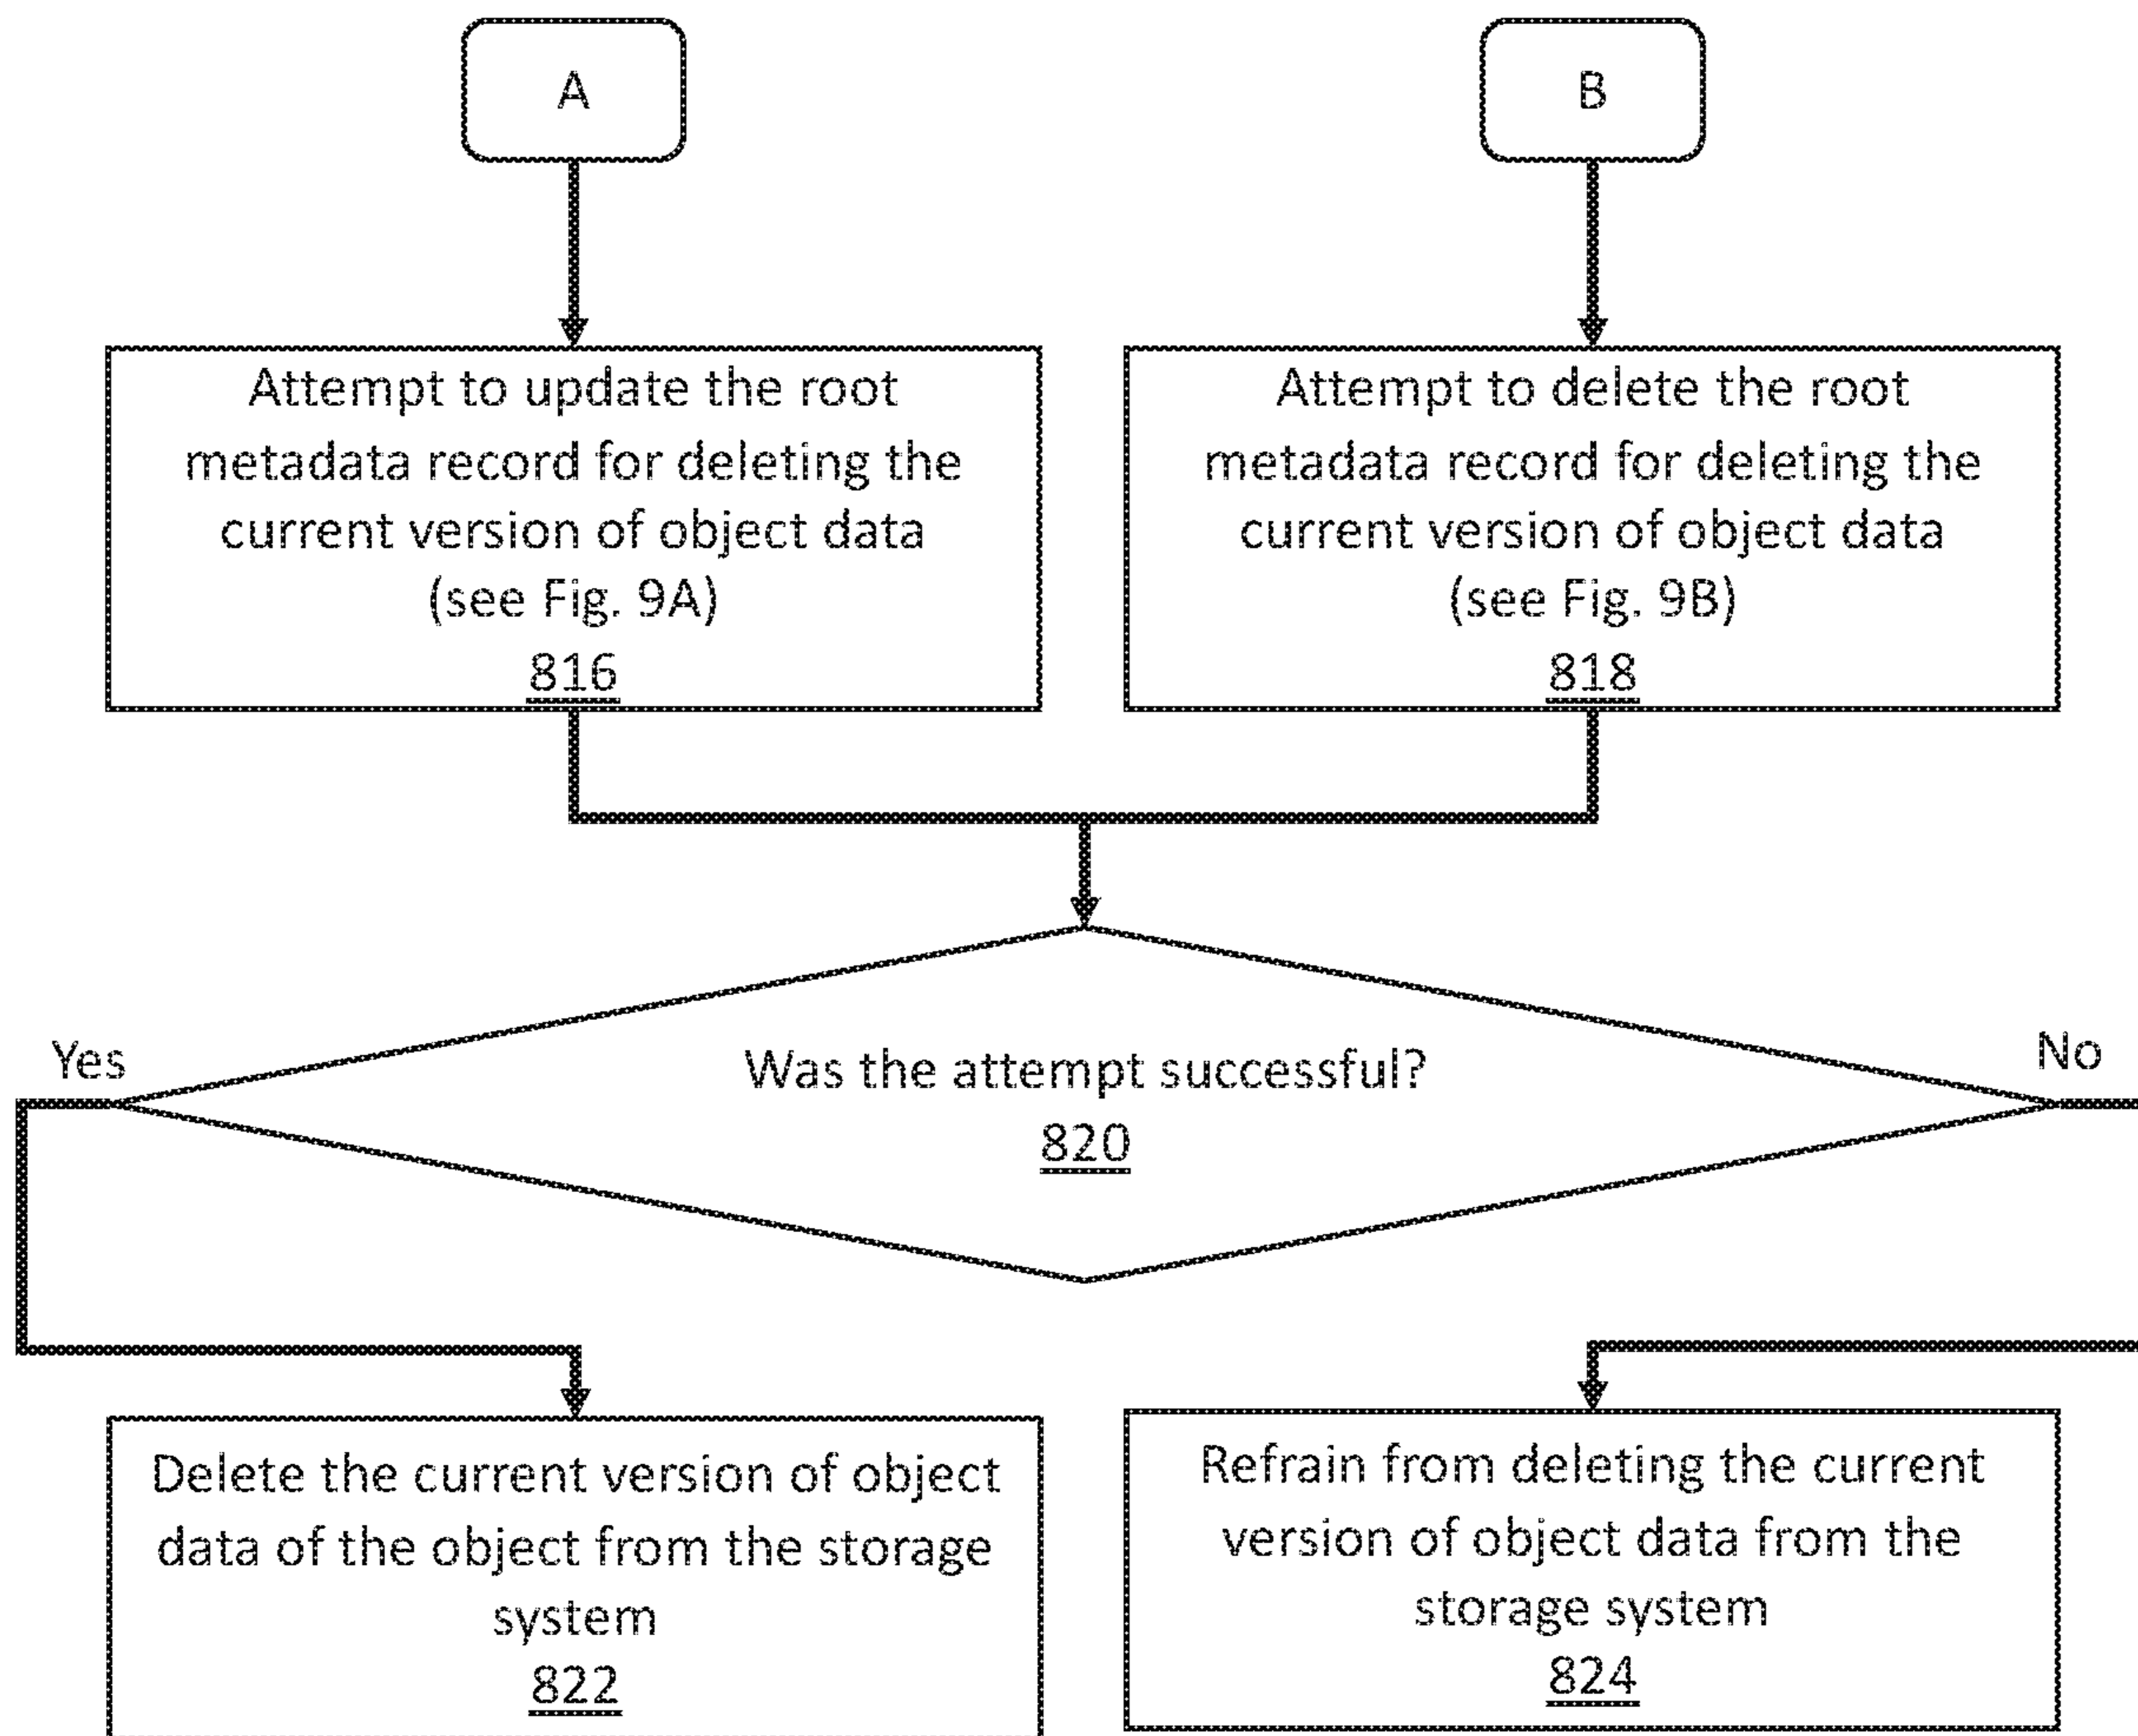 A
B
Attempt to update the root
metadata record for deleting the
current version of object data
(see Fig. 9A)
816
Attempt to delete the root
metadata record for deleting the
current version of object data
(see Fig. 9B)
818
Yes
Was the attempt successful?
820
No
Delete the current version of object
data of the object from the storage
system
822
Refrain from deleting the current
version of object data from the
storage system
824